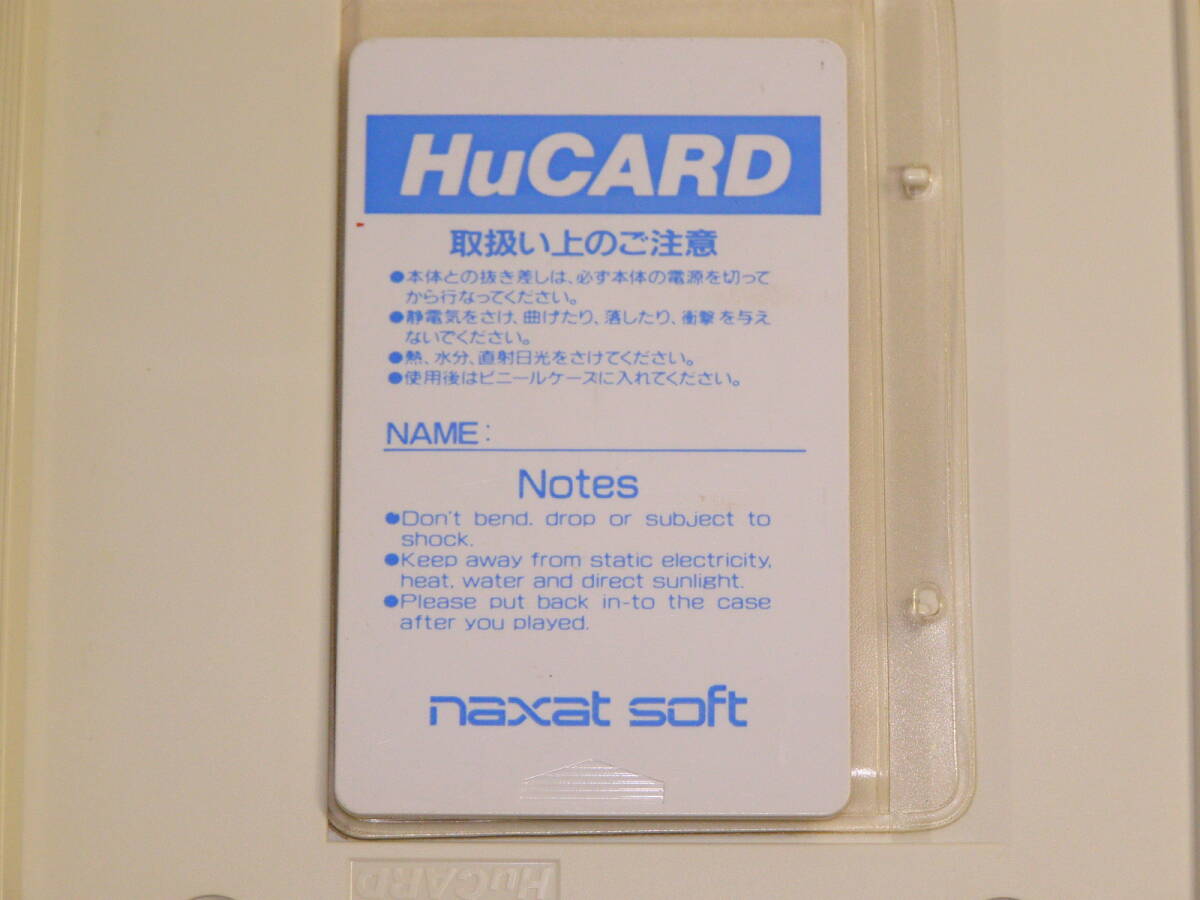 HuCARD
取扱い上のご注意
●本体との抜き差しは、必ず本体の電源を切って
から行なってください。
●静電気をさけ、曲げたり、落したり、衝撃を与え
ないでください。
●熱、水分、直射日光をさけてください。
●使用後はビニールケースに入れてください。
NAME:
Notes
●Don't bend, drop or subject to
shock.
●Keep away from static electricity,
heat, water and direct sunlight.
●Please put back in-to the case
after you played.
naxat soft
HuCARD